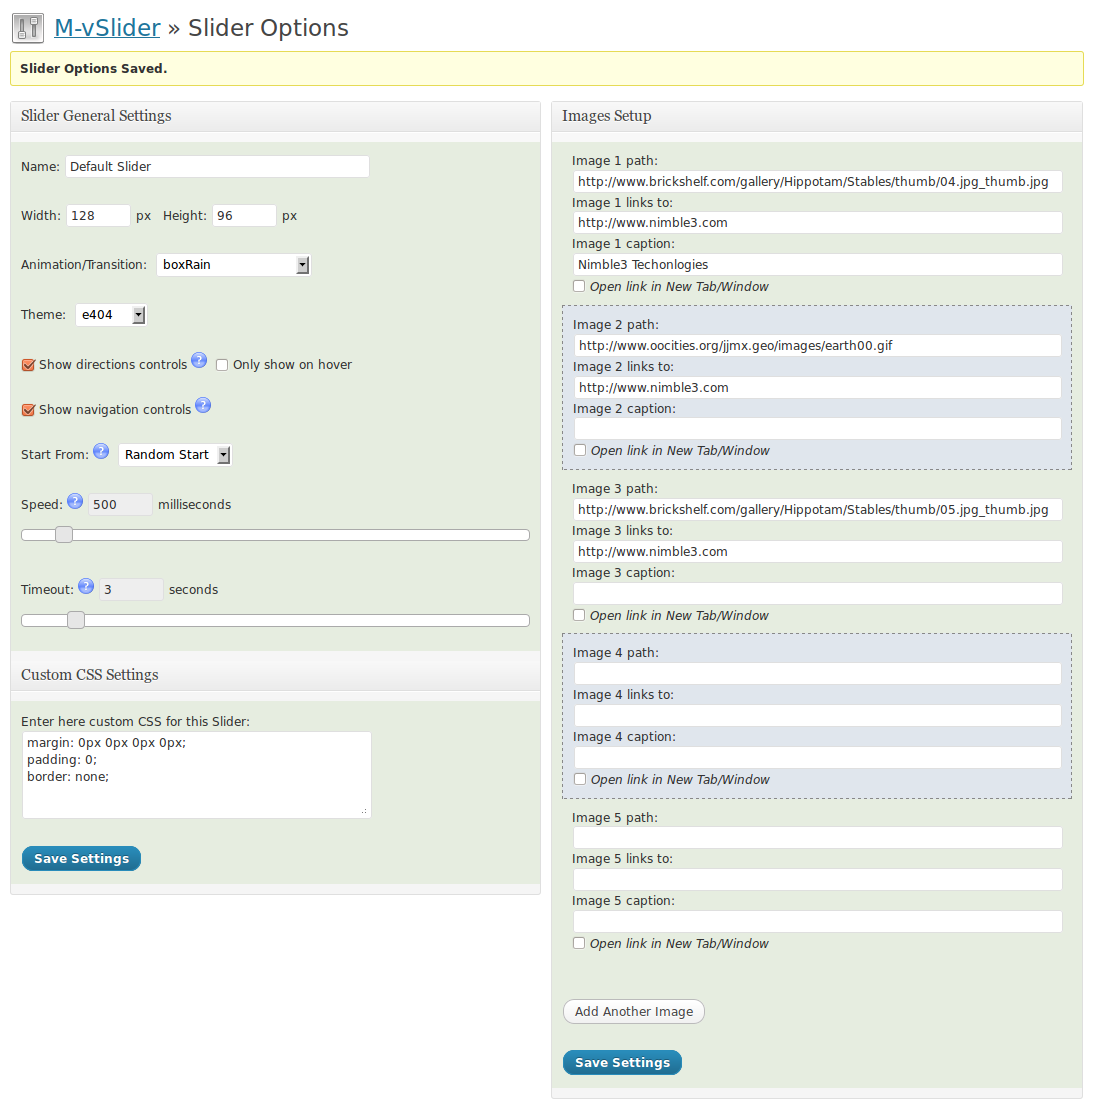 M-vSlider » Slider Options
Slider Options Saved.
Slider General Settings
Name: Default Slider
Width: 128 px Height: 96 px
Animation/Transition: boxRain
Theme: e404
Show directions controls ? Only show on hover
Show navigation controls ?
Start From: ? Random Start
Speed: ? 500 milliseconds
Timeout: ? 3 seconds
Custom CSS Settings
Enter here custom CSS for this Slider:
margin: 0px 0px 0px 0px;
padding: 0;
border: none;
Save Settings
Images Setup
Image 1 path:
http://www.brickshelf.com/gallery/Hippotam/Stables/thumb/04.jpg_thumb.jpg
Image 1 links to:
http://www.nimble3.com
Image 1 caption:
Nimble3 Techonlogies
Open link in New Tab/Window
Image 2 path:
http://www.oocities.org/jjmx.geo/images/earth00.gif
Image 2 links to:
http://www.nimble3.com
Image 2 caption:
Open link in New Tab/Window
Image 3 path:
http://www.brickshelf.com/gallery/Hippotam/Stables/thumb/05.jpg_thumb.jpg
Image 3 links to:
http://www.nimble3.com
Image 3 caption:
Open link in New Tab/Window
Image 4 path:
Image 4 links to:
Image 4 caption:
Open link in New Tab/Window
Image 5 path:
Image 5 links to:
Image 5 caption:
Open link in New Tab/Window
Add Another Image
Save Settings